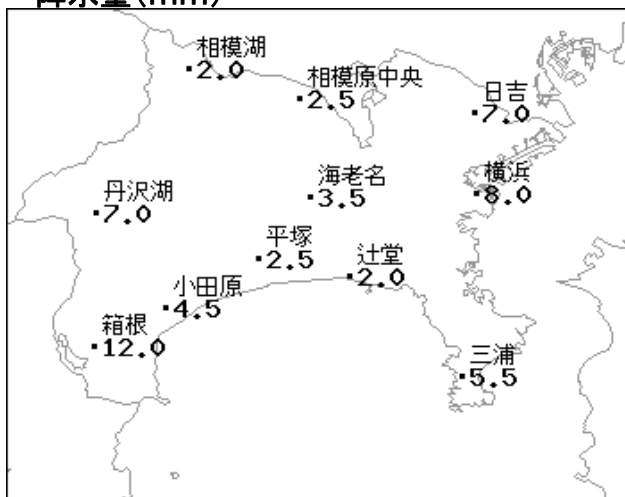 降水量(mm)
相模湖
2.0
相模原中央
2.5
日吉
7.0
海老名
3.5
横浜
8.0
丹沢湖
7.0
平塚
2.5
辻堂
2.0
小田原
4.5
箱根
12.0
三浦
5.5